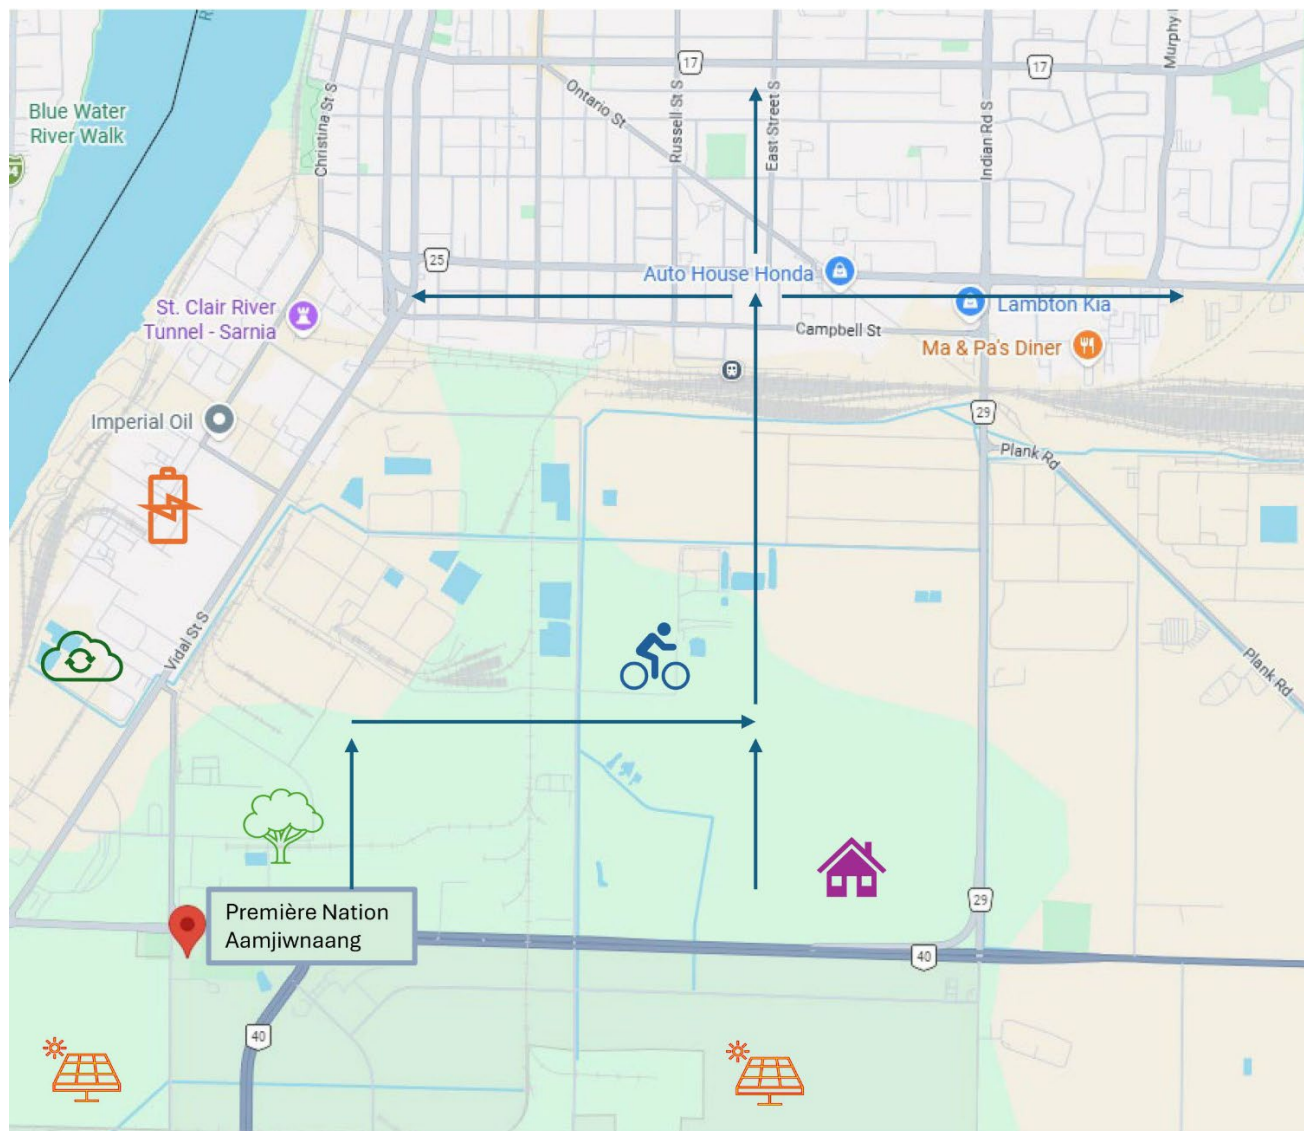 17
17
Murphy
Blue Water
River Walk
Christina St S
Ontario St
Russell St S
East Street S
Indian Rd S
25
Auto House Honda
St. Clair River
Tunnel - Sarnia
Lambton Kia
Campbell St
Ma & Pa's Diner
Imperial Oil
29
Plank Rd
Vidal St S
Plank Rd
29
Première Nation
Aamjiwnaang
40
40